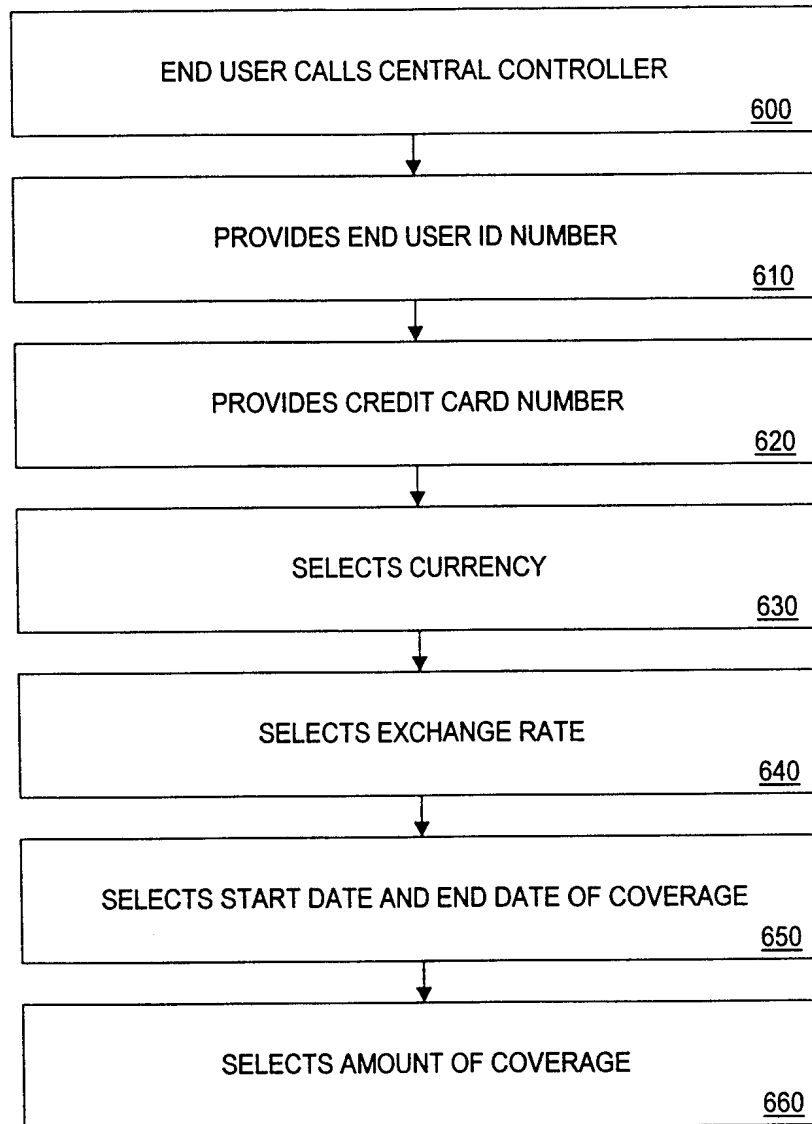 END USER CALLS CENTRAL CONTROLLER
600
PROVIDES END USER ID NUMBER
610
PROVIDES CREDIT CARD NUMBER
620
SELECTS CURRENCY
630
SELECTS EXCHANGE RATE
640
SELECTS START DATE AND END DATE OF COVERAGE
650
SELECTS AMOUNT OF COVERAGE
660